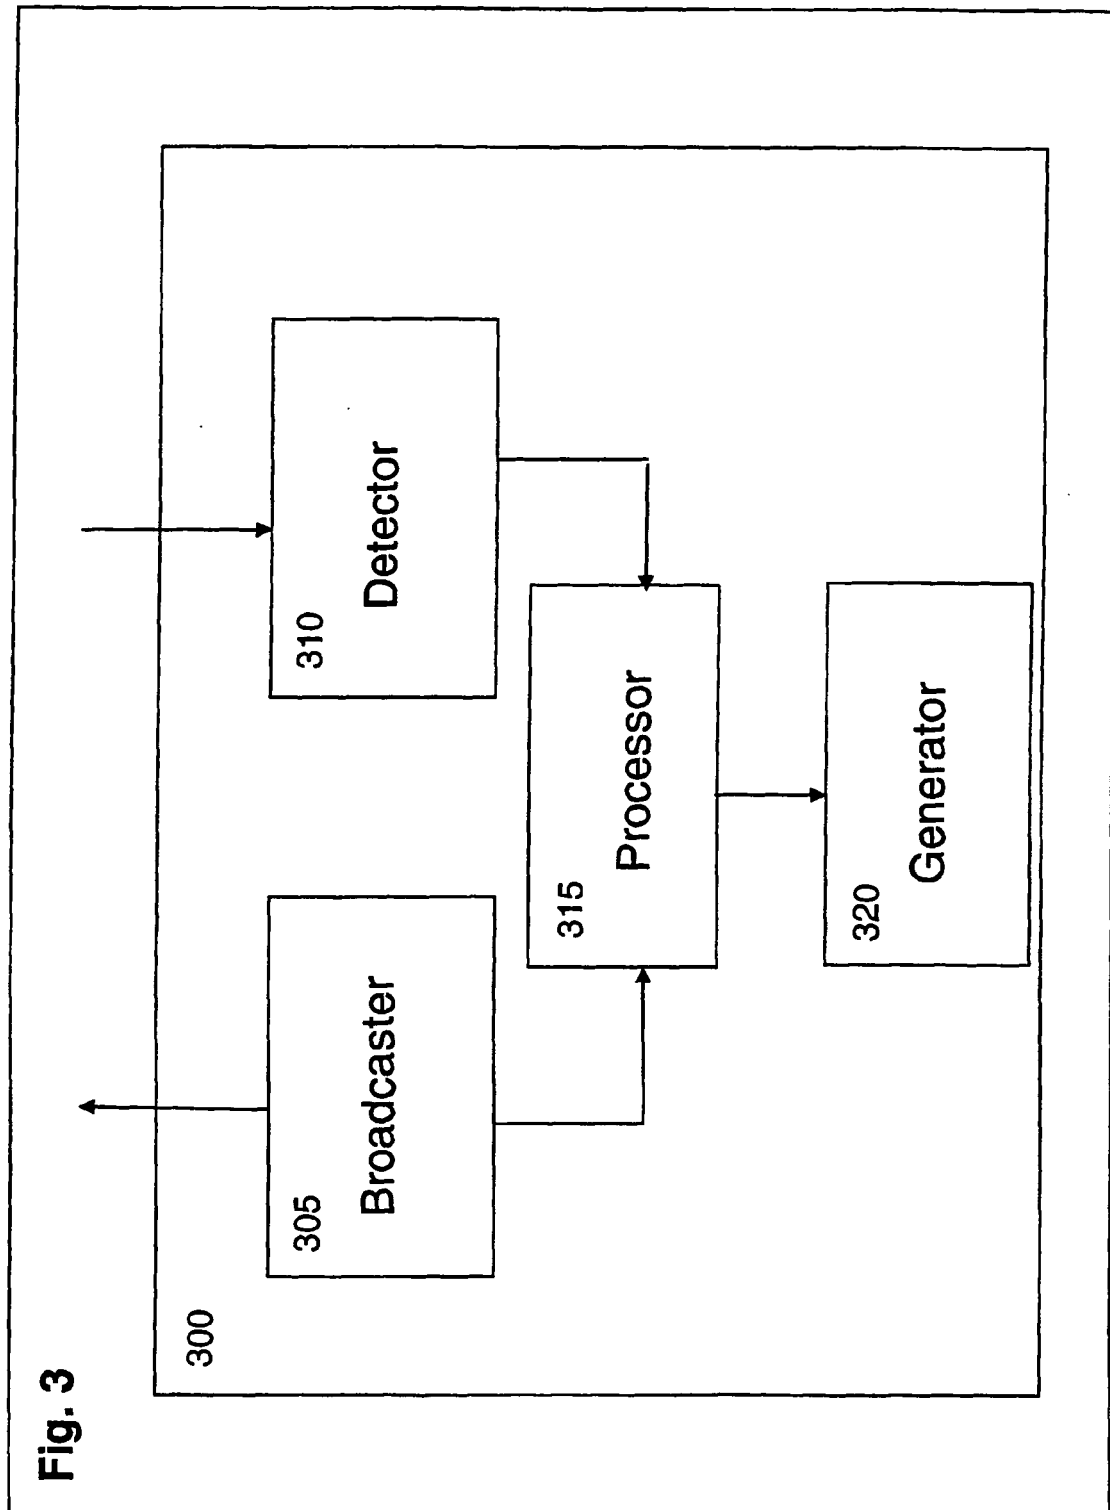 Fig. 3
300
305
Broadcaster
310
Detector
315
Processor
320
Generator